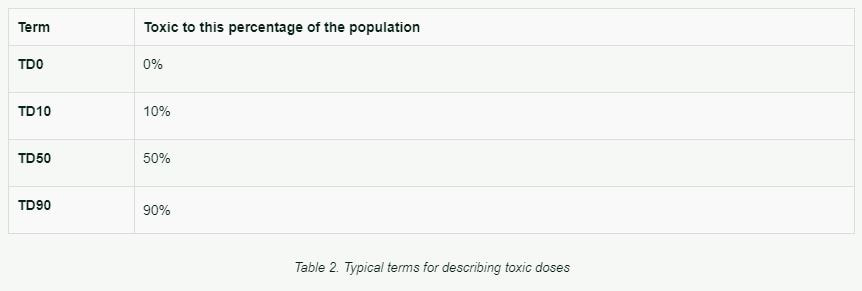 Term Toxic to this percentage of the population
TD0 0%
TD10 10%
TD50 50%
TD90 90%
Table 2. Typical terms for describing toxic doses